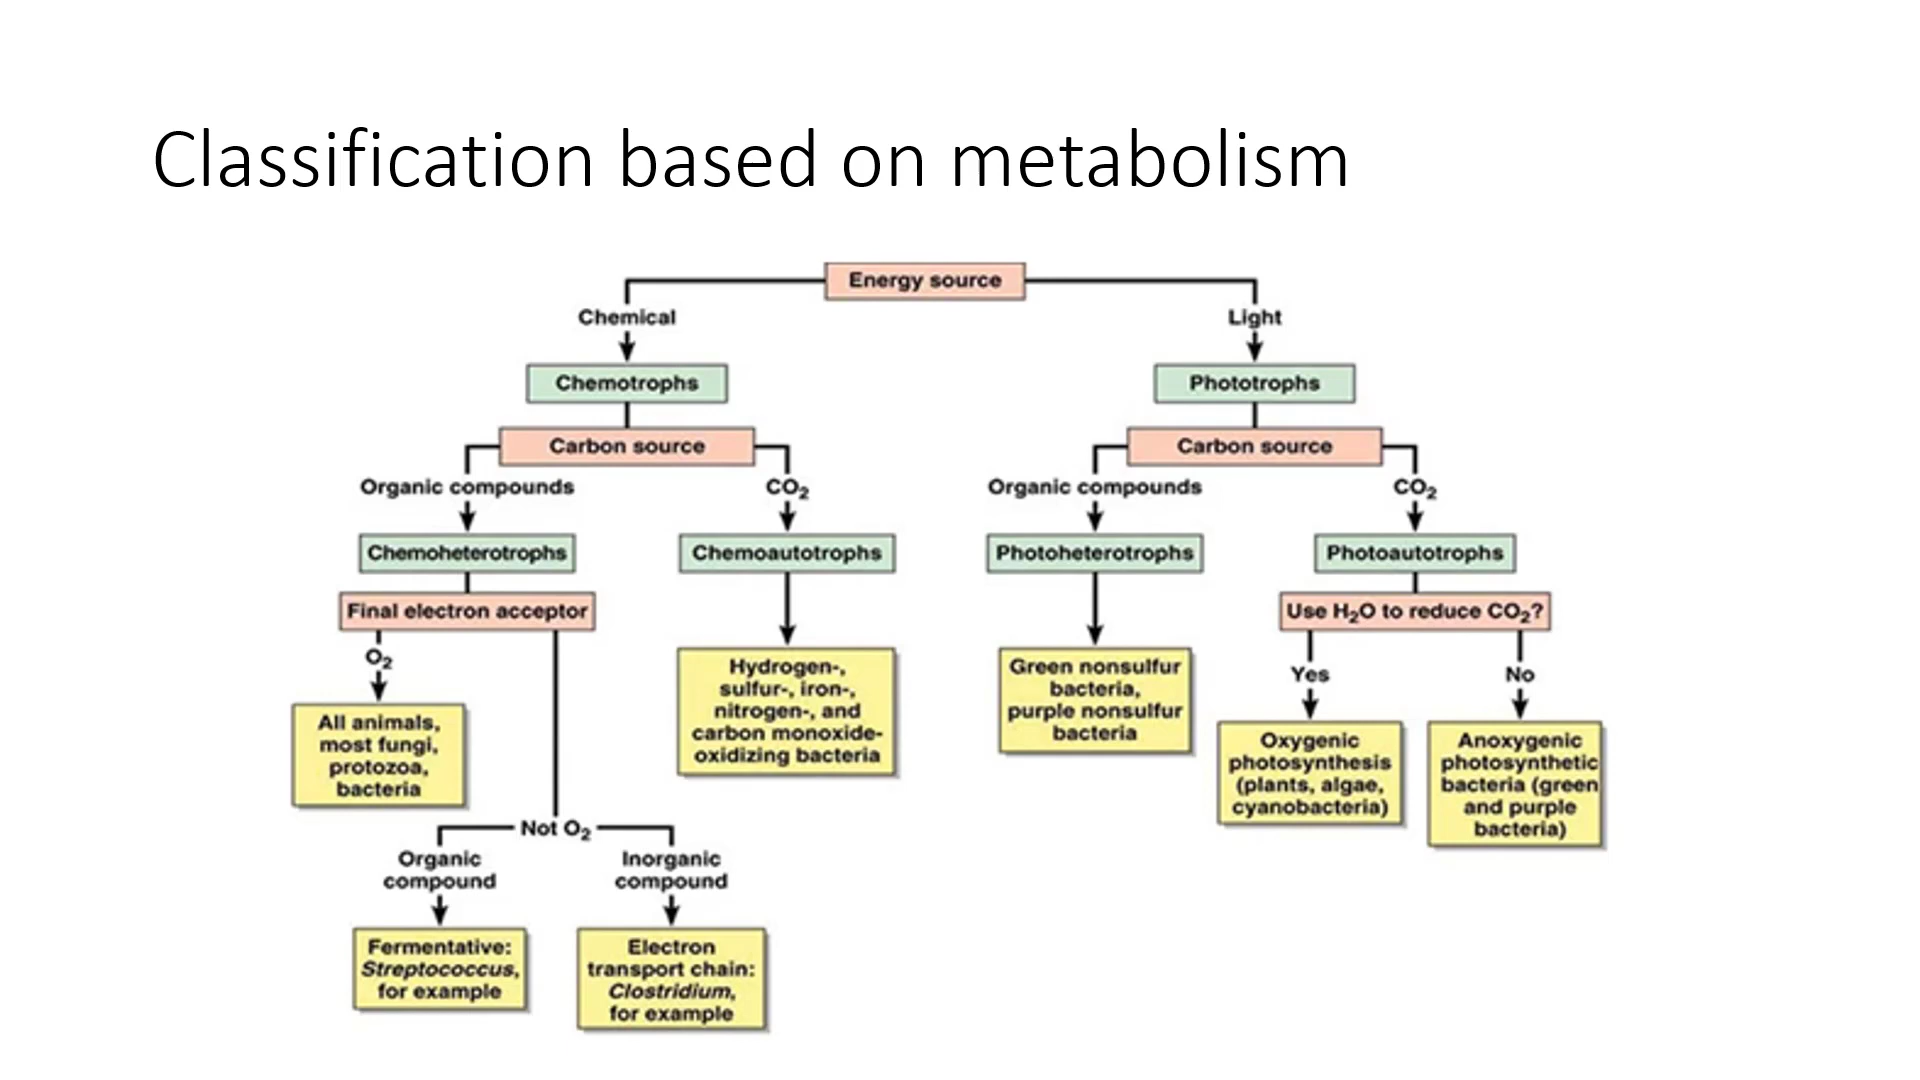 Classification based on metabolism
Energy source
Chemical
Light
Chemotrophs
Phototrophs
Carbon source
Carbon source
Organic compounds
CO₂
Organic compounds
CO₂
Chemoheterotrophs
Chemoautotrophs
Photoheterotrophs
Photoautotrophs
Final electron acceptor
Use H₂O to reduce CO₂?
O₂
Yes
No
All animals,
most fungi,
protozoa,
bacteria
Hydrogen-,
sulfur-, iron-,
nitrogen-, and
carbon monoxide-
oxidizing bacteria
Green nonsulfur
bacteria,
purple nonsulfur
bacteria
Oxygenic
photosynthesis
(plants, algae,
cyanobacteria)
Anoxygenic
photosynthetic
bacteria (green
and purple
bacteria)
Not O₂
Organic
compound
Inorganic
compound
Fermentative:
Streptococcus,
for example
Electron
transport chain:
Clostridium,
for example